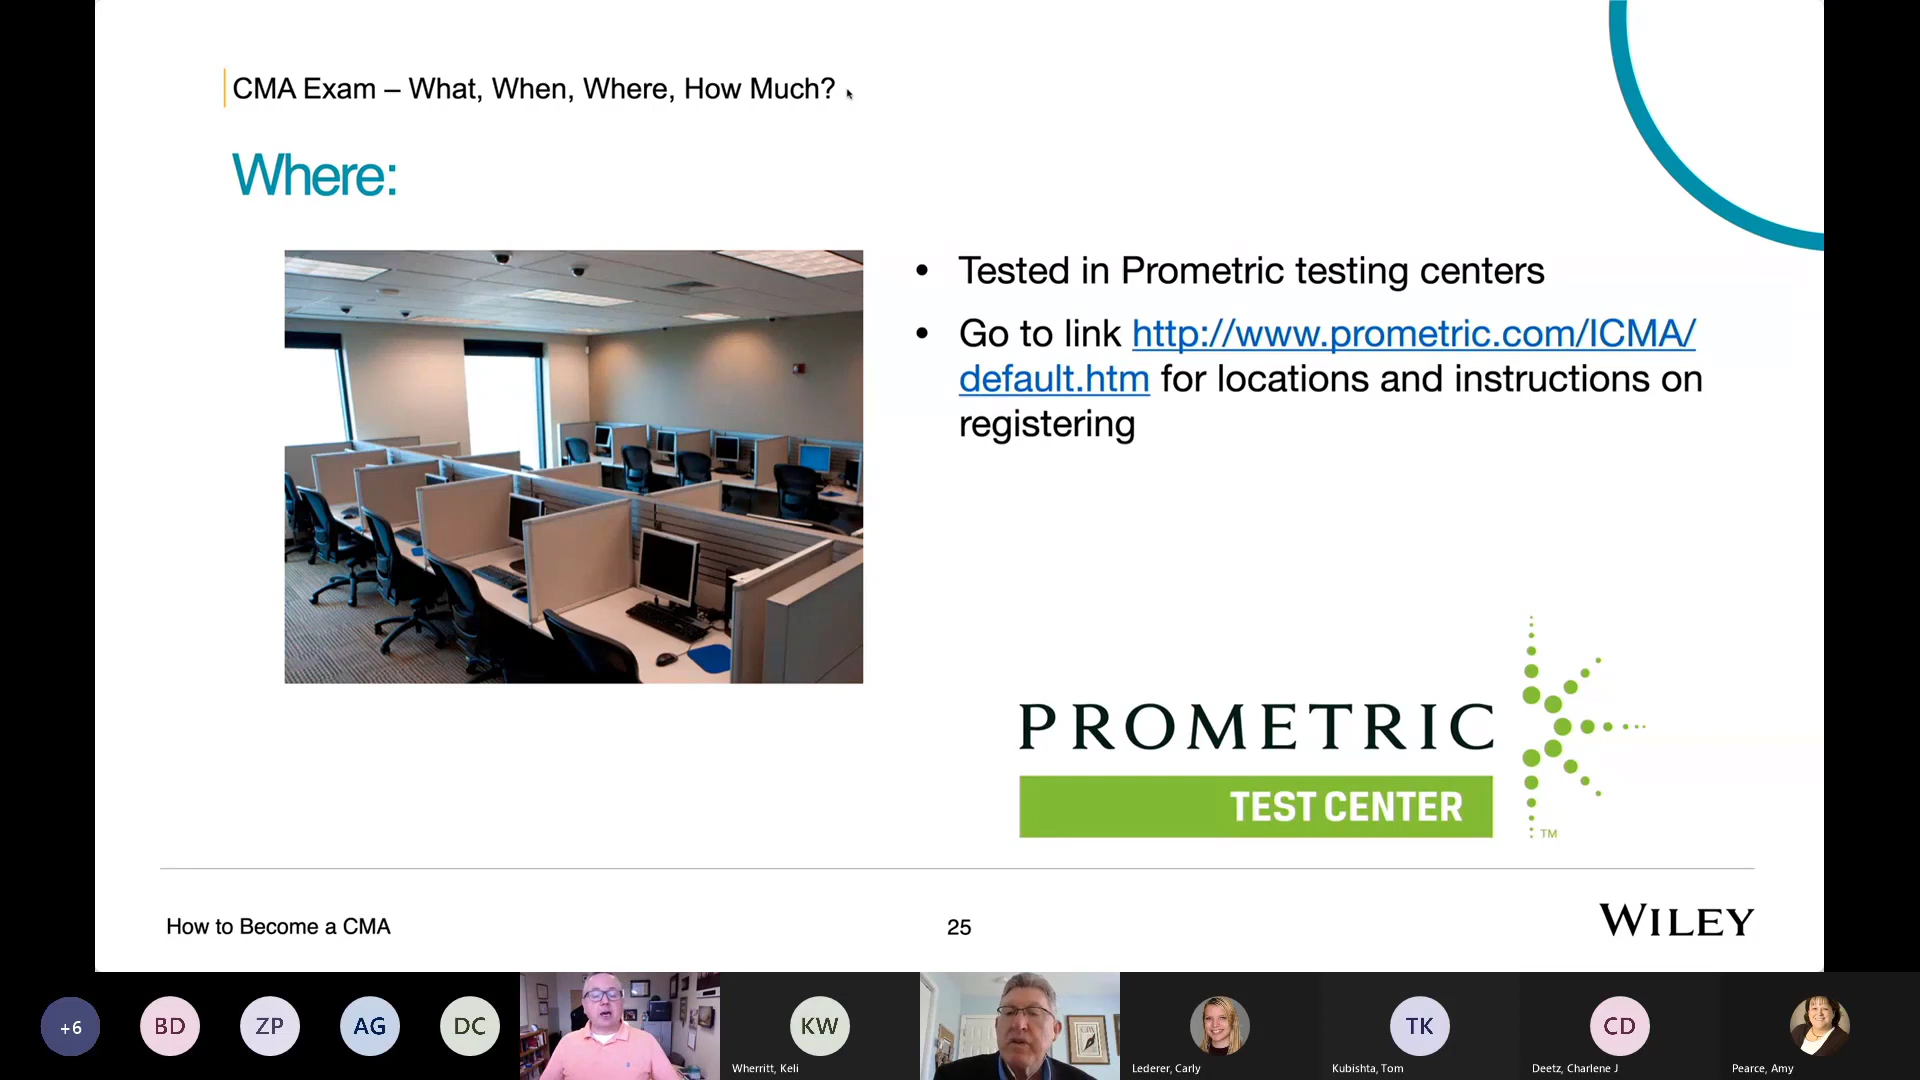 CMA Exam – What, When, Where, How Much?
Where:
• Tested in Prometric testing centers
• Go to link http://www.prometric.com/ICMA/
default.htm for locations and instructions on
registering
PROMETRIC
TEST CENTER
TM
How to Become a CMA
25
WILEY
+6
BD
ZP
AG
DC
KW
TK
CD
Wherritt, Keli
Lederer, Carly
Kubishta, Tom
Deetz, Charlene J
Pearce, Amy